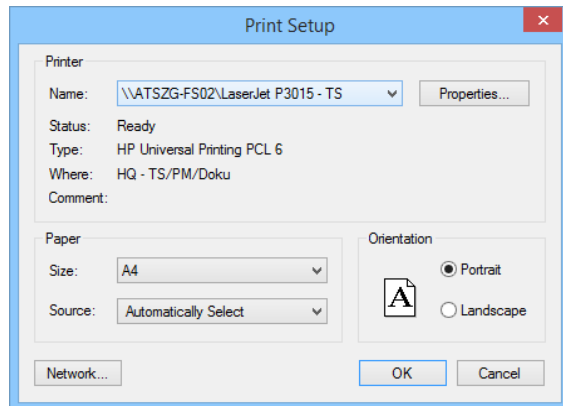 Print Setup
Printer
Name: \\ATSZG-FS02\LaserJet P3015 - TS Properties...
Status: Ready
Type: HP Universal Printing PCL 6
Where: HQ - TS/PM/Doku
Comment:
Paper Orientation
Size: A4 Portrait
A
Source: Automatically Select Landscape
Network... OK Cancel